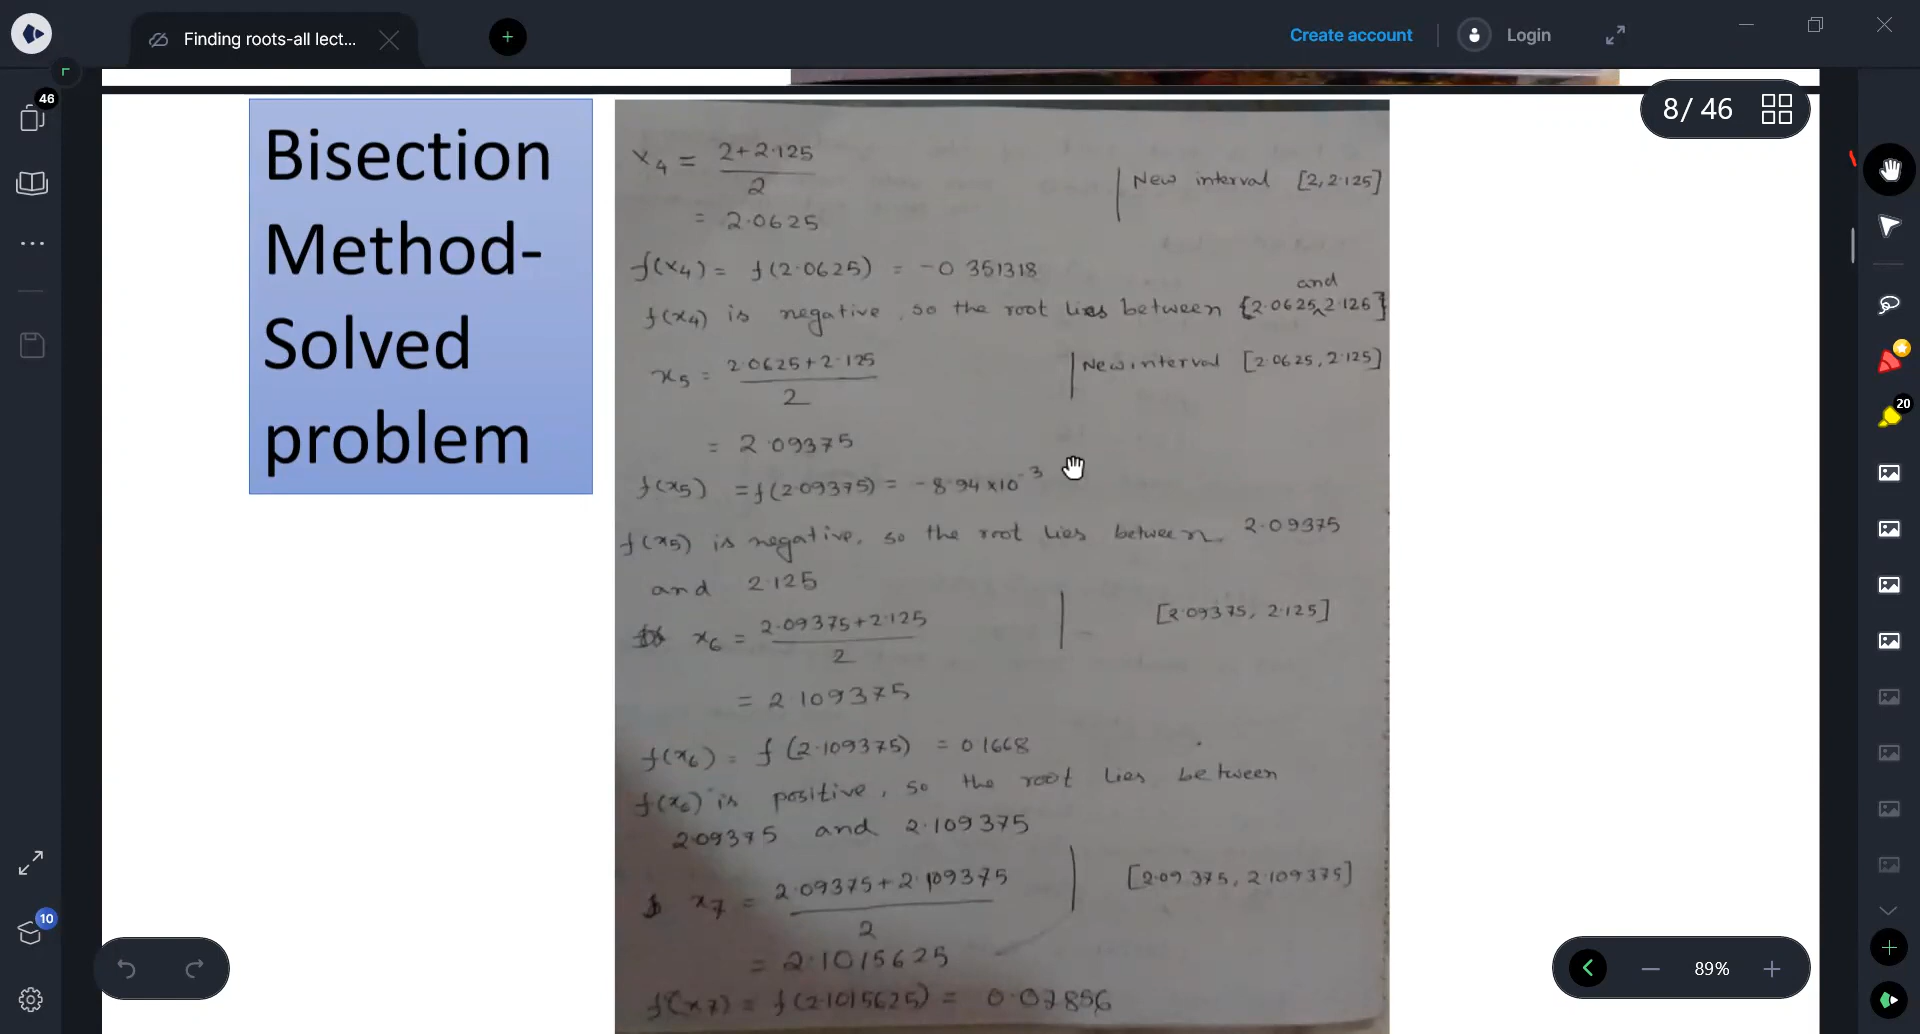 Finding roots-all lect...
Create account
Login
46
8/ 46
Bisection
Method-
Solved
problem
x4 = 2+2.125
2
New interval [2, 2.125]
= 2.0625
f(x4) = f(2.0625) = -0 351318
and
f(x4) is negative, so the root lies between {2.0625, 2.125}
x5 = 2.0625+2.125
2
New interval [2.0625, 2.125]
= 2.09375
f(x5) = f(2.09375) = -8.94×10-3
f(x5) is negative, so the root lies between 2.09375
and 2.125
x6 = 2.09375+2.125
2
[2.09375, 2.125]
= 2.109375
f(x6) = f(2.109375) = 0.1668
f(x6) is positive, so the root lies between
2.09375 and 2.109375
x7 = 2.09375+2.109375
2
[2.09375, 2.109375]
= 2.1015625
f(x7) = f(2.1015625) = 0.07856
20
10
89%